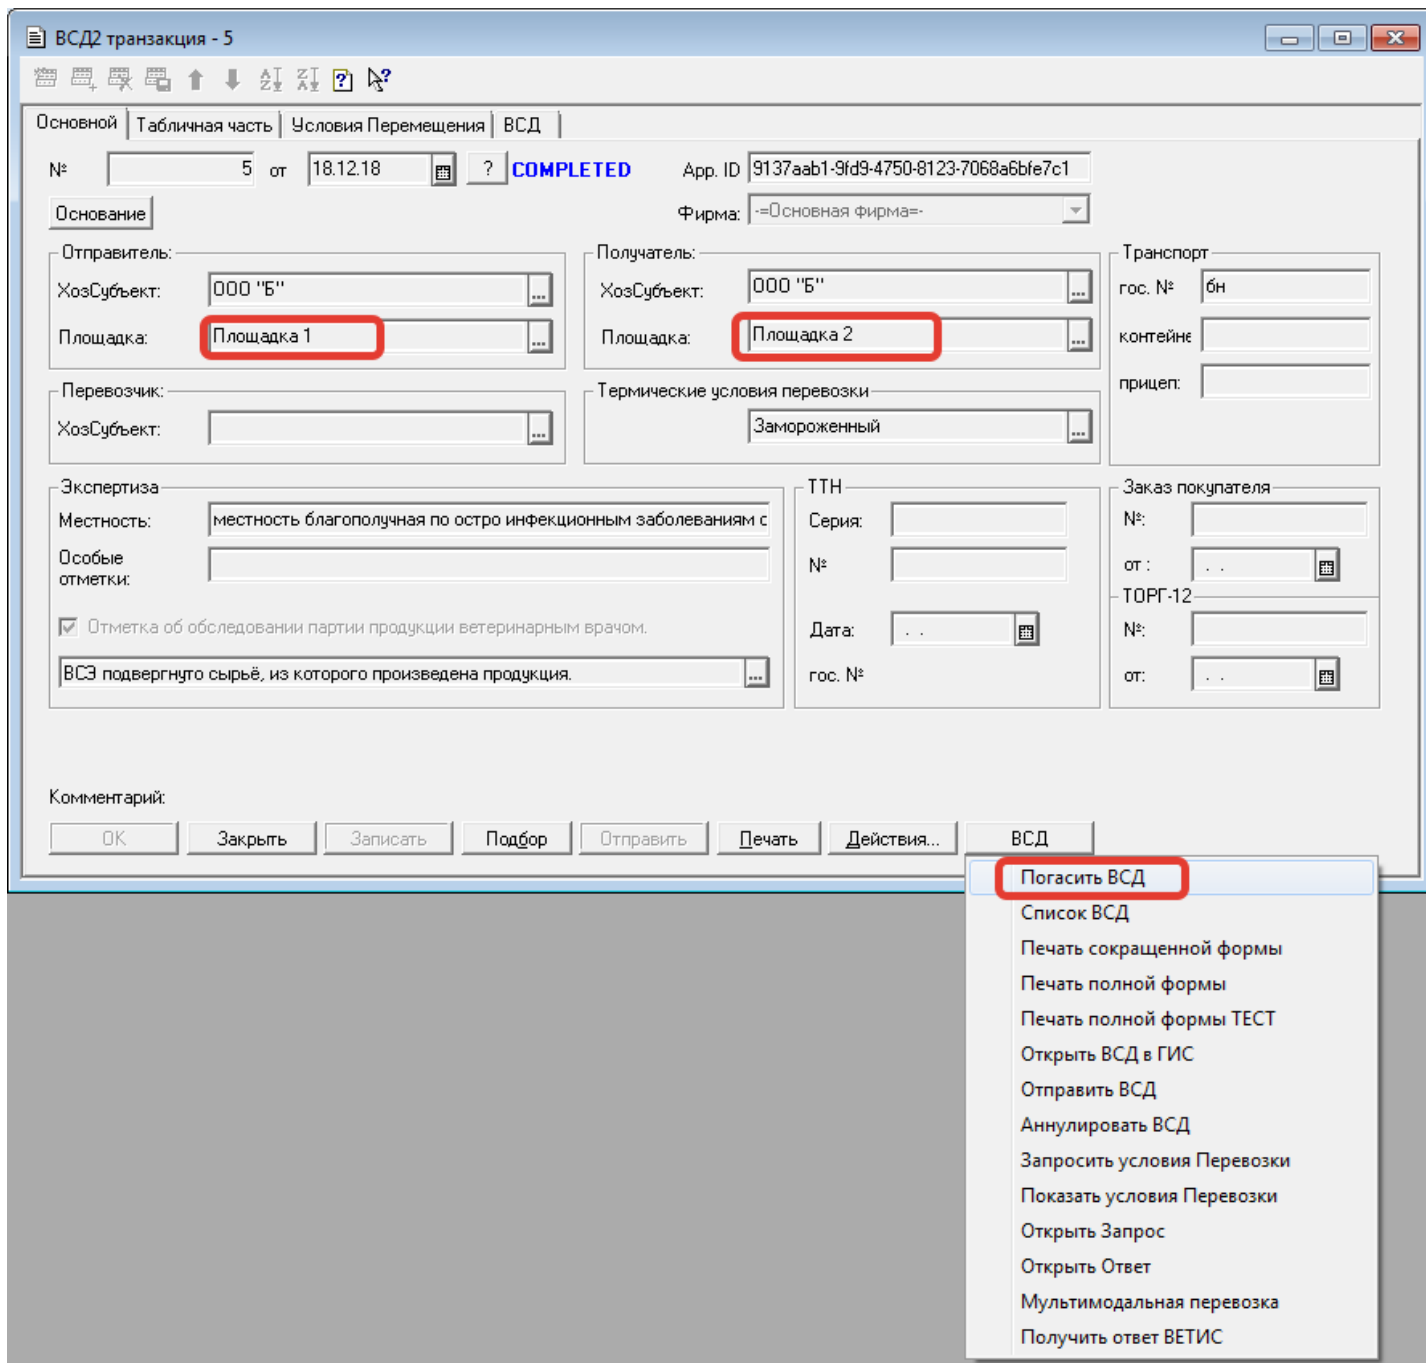 ВСД2 транзакция - 5
Основной Табличная часть Условия Перемещения ВСД
№ 5 от 18.12.18 ? COMPLETED App. ID 9137aab1-9fd9-4750-8123-7068a6bfe7c1
Основание Фирма: -=Основная фирма=-
Отправитель: Получатель: Транспорт
ХозСубъект: ООО "Б" ... ХозСубъект: ООО "Б" ... гос. № бн
Площадка: Площадка 1 ... Площадка: Площадка 2 ... контейне
Перевозчик: Термические условия перевозки прицеп:
ХозСубъект: ... Замороженный ...
Экспертиза ТТН Заказ покупателя
Местность: местность благополучная по остро инфекционным заболеваниям с Серия: №:
Особые отметки: № от : . .
ТОРГ-12
Отметка об обследовании партии продукции ветеринарным врачом. Дата: . . №:
ВСЭ подвергнуто сырьё, из которого произведена продукция. ... гос. № от: . .
Комментарий:
OK Закрыть Записать Подбор Отправить Печать Действия... ВСД
Погасить ВСД
Список ВСД
Печать сокращенной формы
Печать полной формы
Печать полной формы ТЕСТ
Открыть ВСД в ГИС
Отправить ВСД
Аннулировать ВСД
Запросить условия Перевозки
Показать условия Перевозки
Открыть Запрос
Открыть Ответ
Мультимодальная перевозка
Получить ответ ВЕТИС